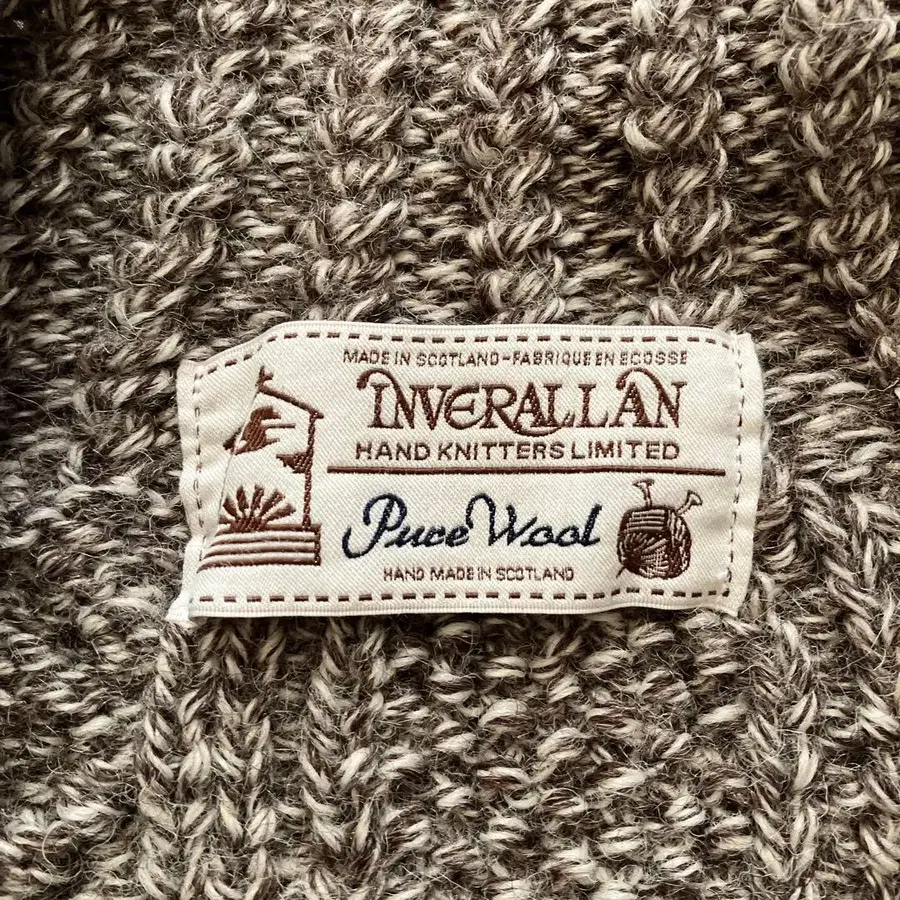 MADE IN SCOTLAND-FABRIQUE EN ECOSSE
INVERALLAN
HAND KNITTERS LIMITED
Pure Wool
HAND MADE IN SCOTLAND